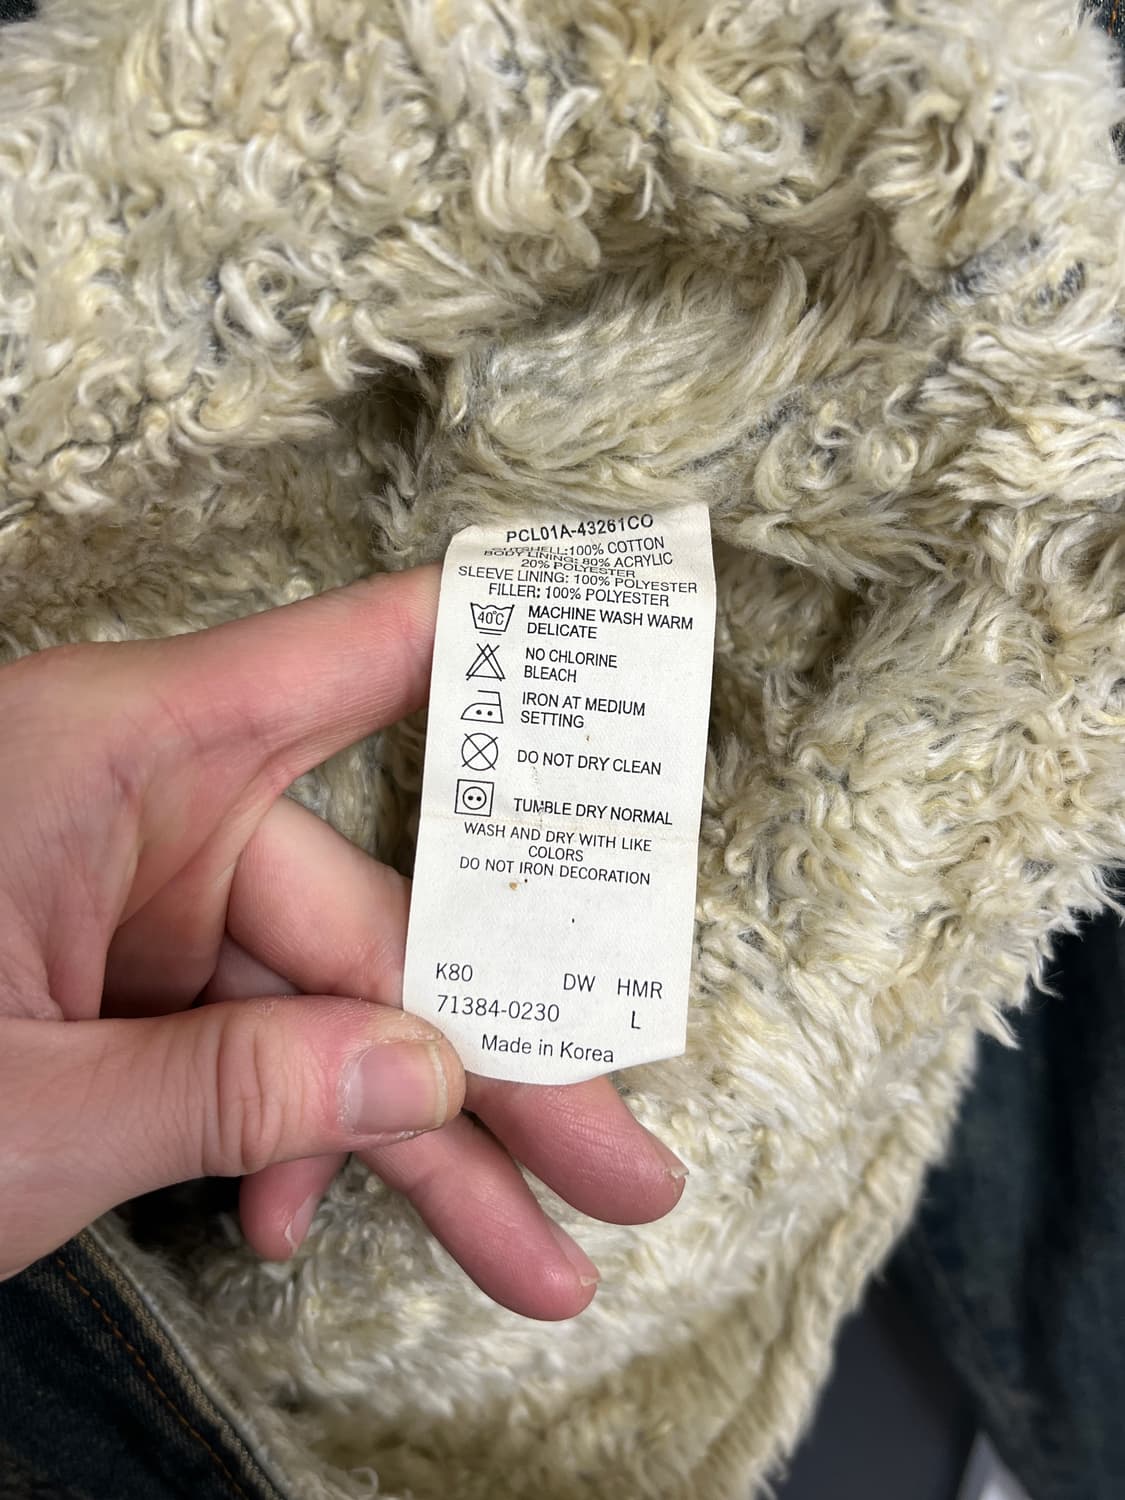 PCL01A-43261CO
OUTSHELL:100% COTTON
BODY LINING: 80% ACRYLIC
20% POLYESTER
SLEEVE LINING: 100% POLYESTER
FILLER: 100% POLYESTER
40°C MACHINE WASH WARM
DELICATE
NO CHLORINE
BLEACH
IRON AT MEDIUM
SETTING
DO NOT DRY CLEAN
TUMBLE DRY NORMAL
WASH AND DRY WITH LIKE
COLORS
DO NOT IRON DECORATION
K80 DW HMR
71384-0230 L
Made in Korea